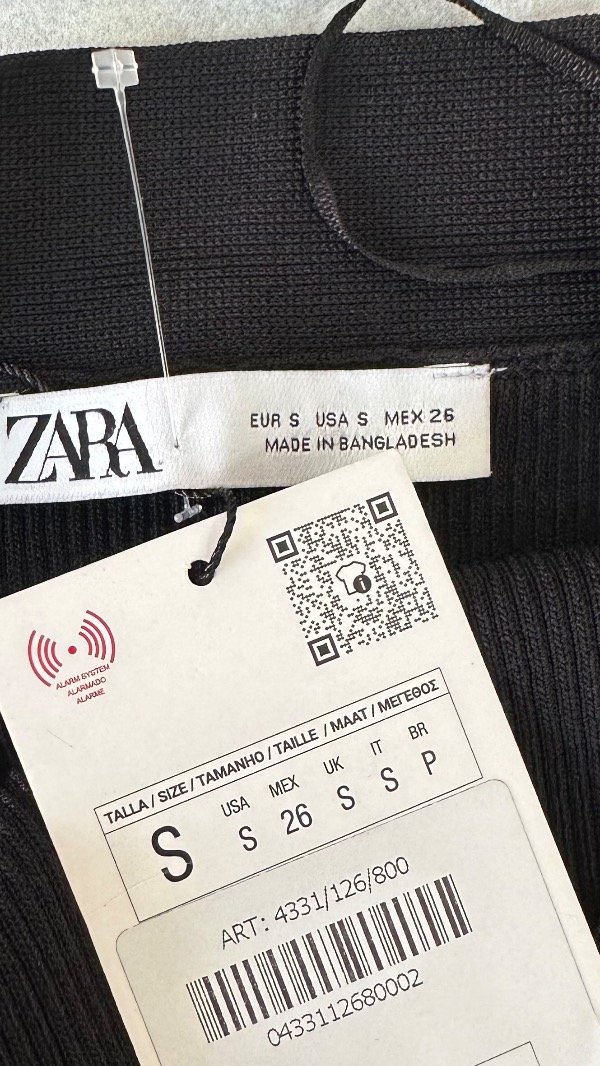 ZARA
EUR S USA S MEX 26
MADE IN BANGLADESH
ALARM SYSTEM
ALARMADO
ALARME
TALLA / SIZE / TAMANHO / TAILLE / MAAT / ΜΕΓΕΘΟΣ
USA MEX UK IT BR
S S 26 S S P
ART: 4331/126/800
0433112680002